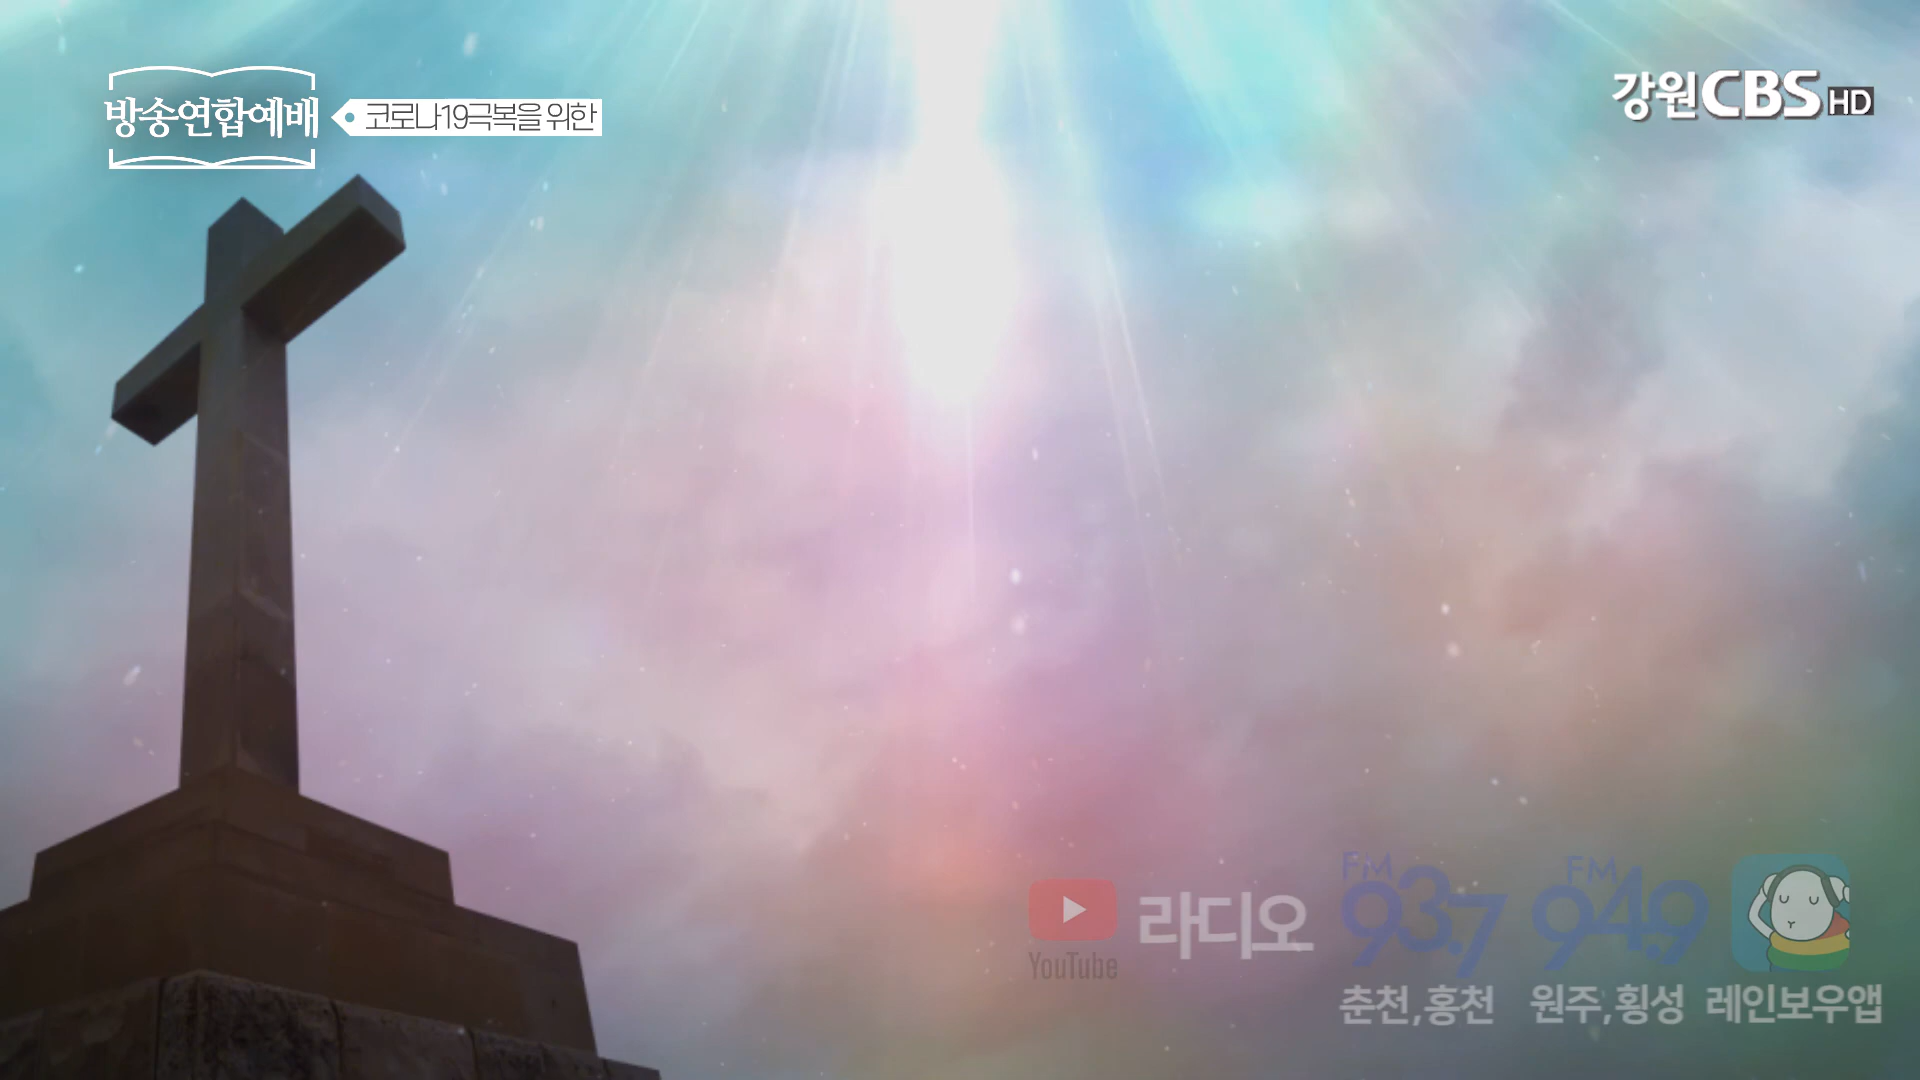 방송연합예배
코로나19극복을 위한
강원CBS HD
YouTube
라디오
FM 93.7
춘천,홍천
FM 94.9
원주,횡성
레인보우앱